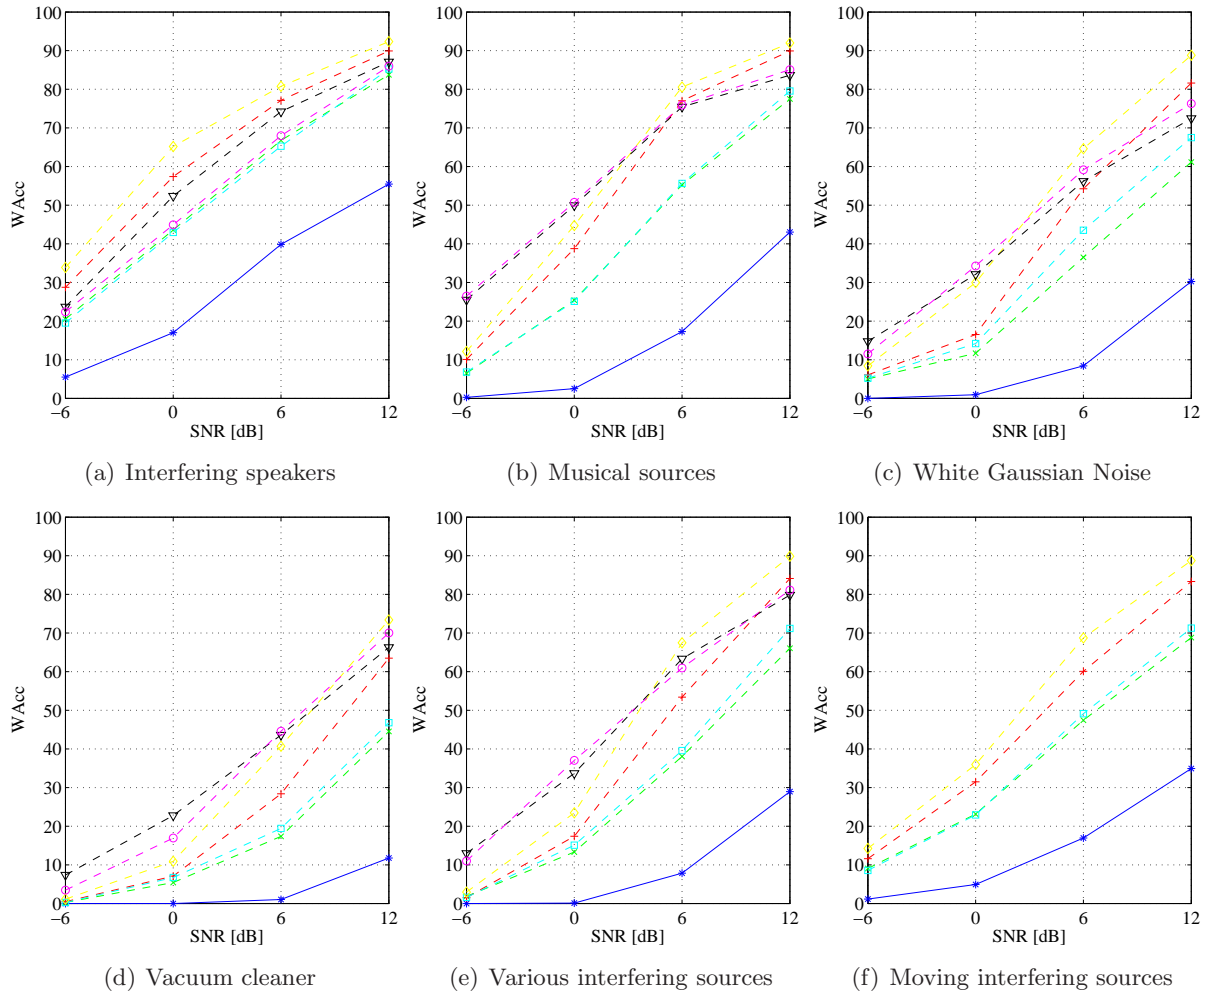 100
90
80
70
60
50
40
30
20
10
0
−6 0 6 12
WAcc
SNR [dB]
(a) Interfering speakers
100
90
80
70
60
50
40
30
20
10
0
−6 0 6 12
WAcc
SNR [dB]
(b) Musical sources
100
90
80
70
60
50
40
30
20
10
0
−6 0 6 12
WAcc
SNR [dB]
(c) White Gaussian Noise
100
90
80
70
60
50
40
30
20
10
0
−6 0 6 12
WAcc
SNR [dB]
(d) Vacuum cleaner
100
90
80
70
60
50
40
30
20
10
0
−6 0 6 12
WAcc
SNR [dB]
(e) Various interfering sources
100
90
80
70
60
50
40
30
20
10
0
−6 0 6 12
WAcc
SNR [dB]
(f) Moving interfering sources